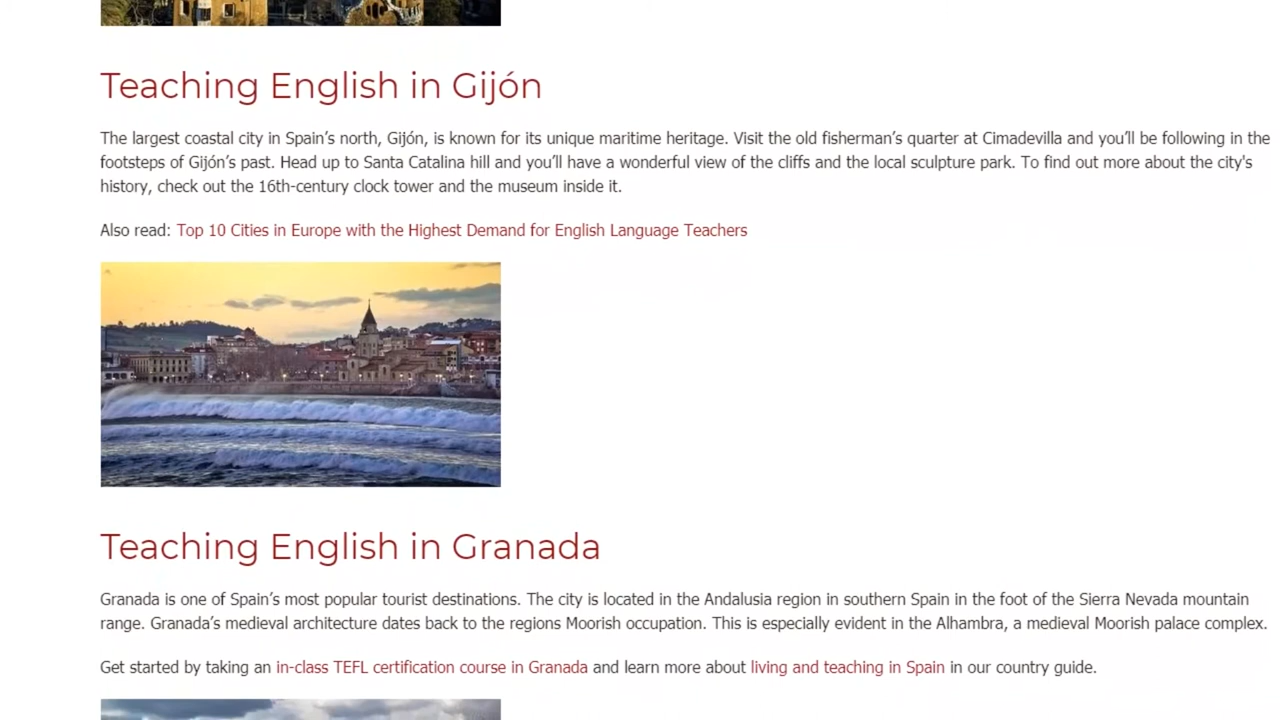 Teaching English in Gijón
The largest coastal city in Spain’s north, Gijón, is known for its unique maritime heritage. Visit the old fisherman’s quarter at Cimadevilla and you’ll be following in the
footsteps of Gijón’s past. Head up to Santa Catalina hill and you’ll have a wonderful view of the cliffs and the local sculpture park. To find out more about the city's
history, check out the 16th-century clock tower and the museum inside it.
Also read: Top 10 Cities in Europe with the Highest Demand for English Language Teachers
Teaching English in Granada
Granada is one of Spain’s most popular tourist destinations. The city is located in the Andalusia region in southern Spain in the foot of the Sierra Nevada mountain
range. Granada’s medieval architecture dates back to the regions Moorish occupation. This is especially evident in the Alhambra, a medieval Moorish palace complex.
Get started by taking an in-class TEFL certification course in Granada and learn more about living and teaching in Spain in our country guide.